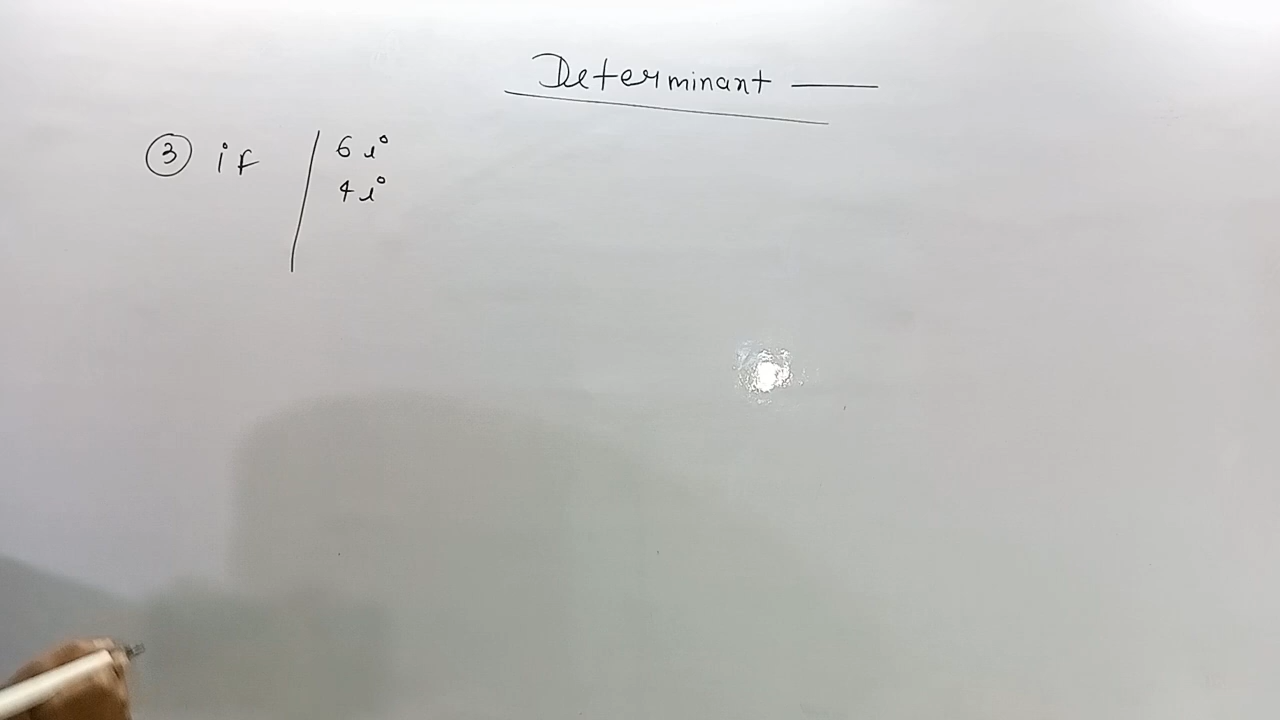 Determinant —
③ if | 6i
4i